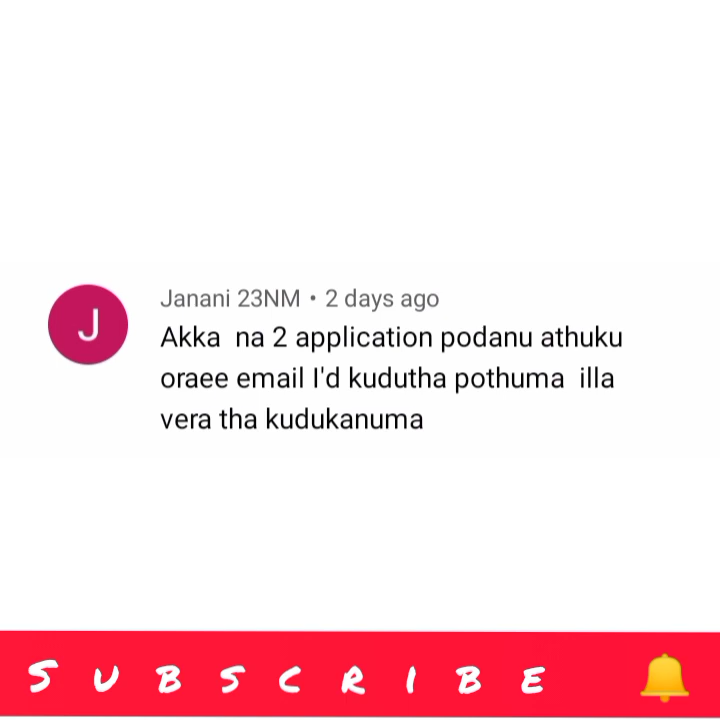 J
Janani 23NM • 2 days ago
Akka na 2 application podanu athuku
oraee email I'd kudutha pothuma illa
vera tha kudukanuma
SUBSCRIBE